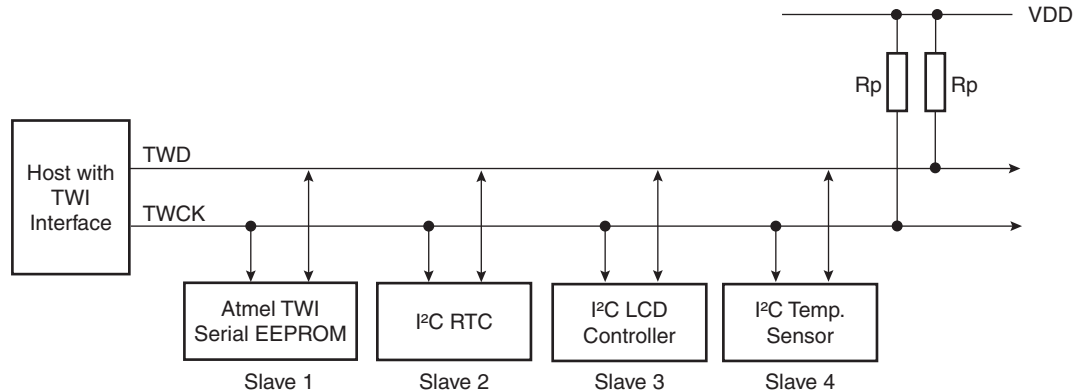 VDD
Rp
Rp
Host with
TWI
Interface
TWD
TWCK
Atmel TWI
Serial EEPROM
I²C RTC
I²C LCD
Controller
I²C Temp.
Sensor
Slave 1
Slave 2
Slave 3
Slave 4